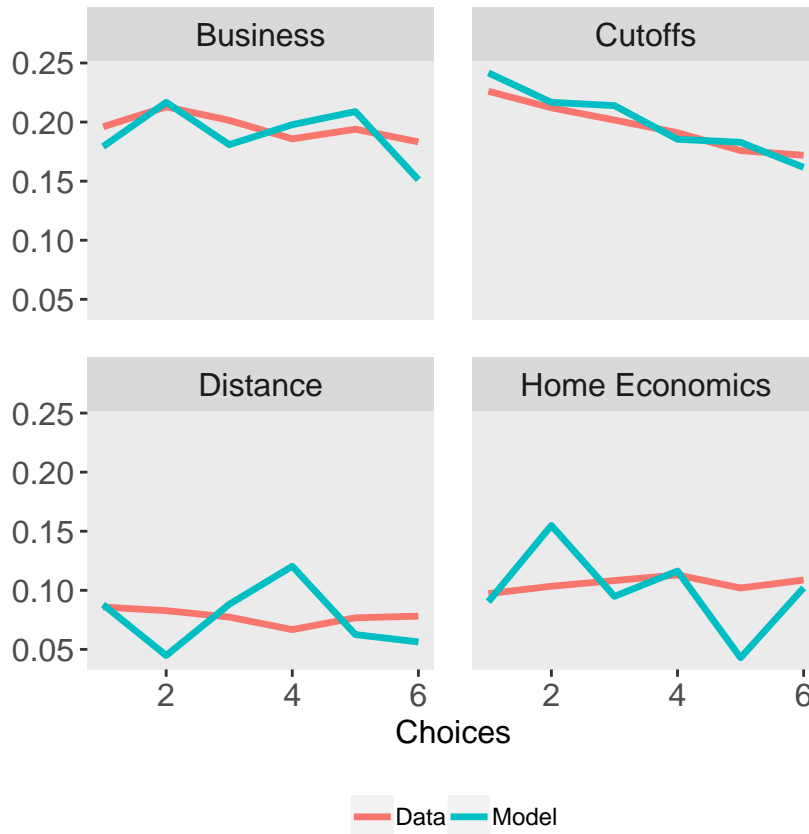 Business Cutoffs
0.25
0.20
0.15
0.10
0.05
Distance Home Economics
0.25
0.20
0.15
0.10
0.05
2 4 6 2 4 6
Choices
Data Model